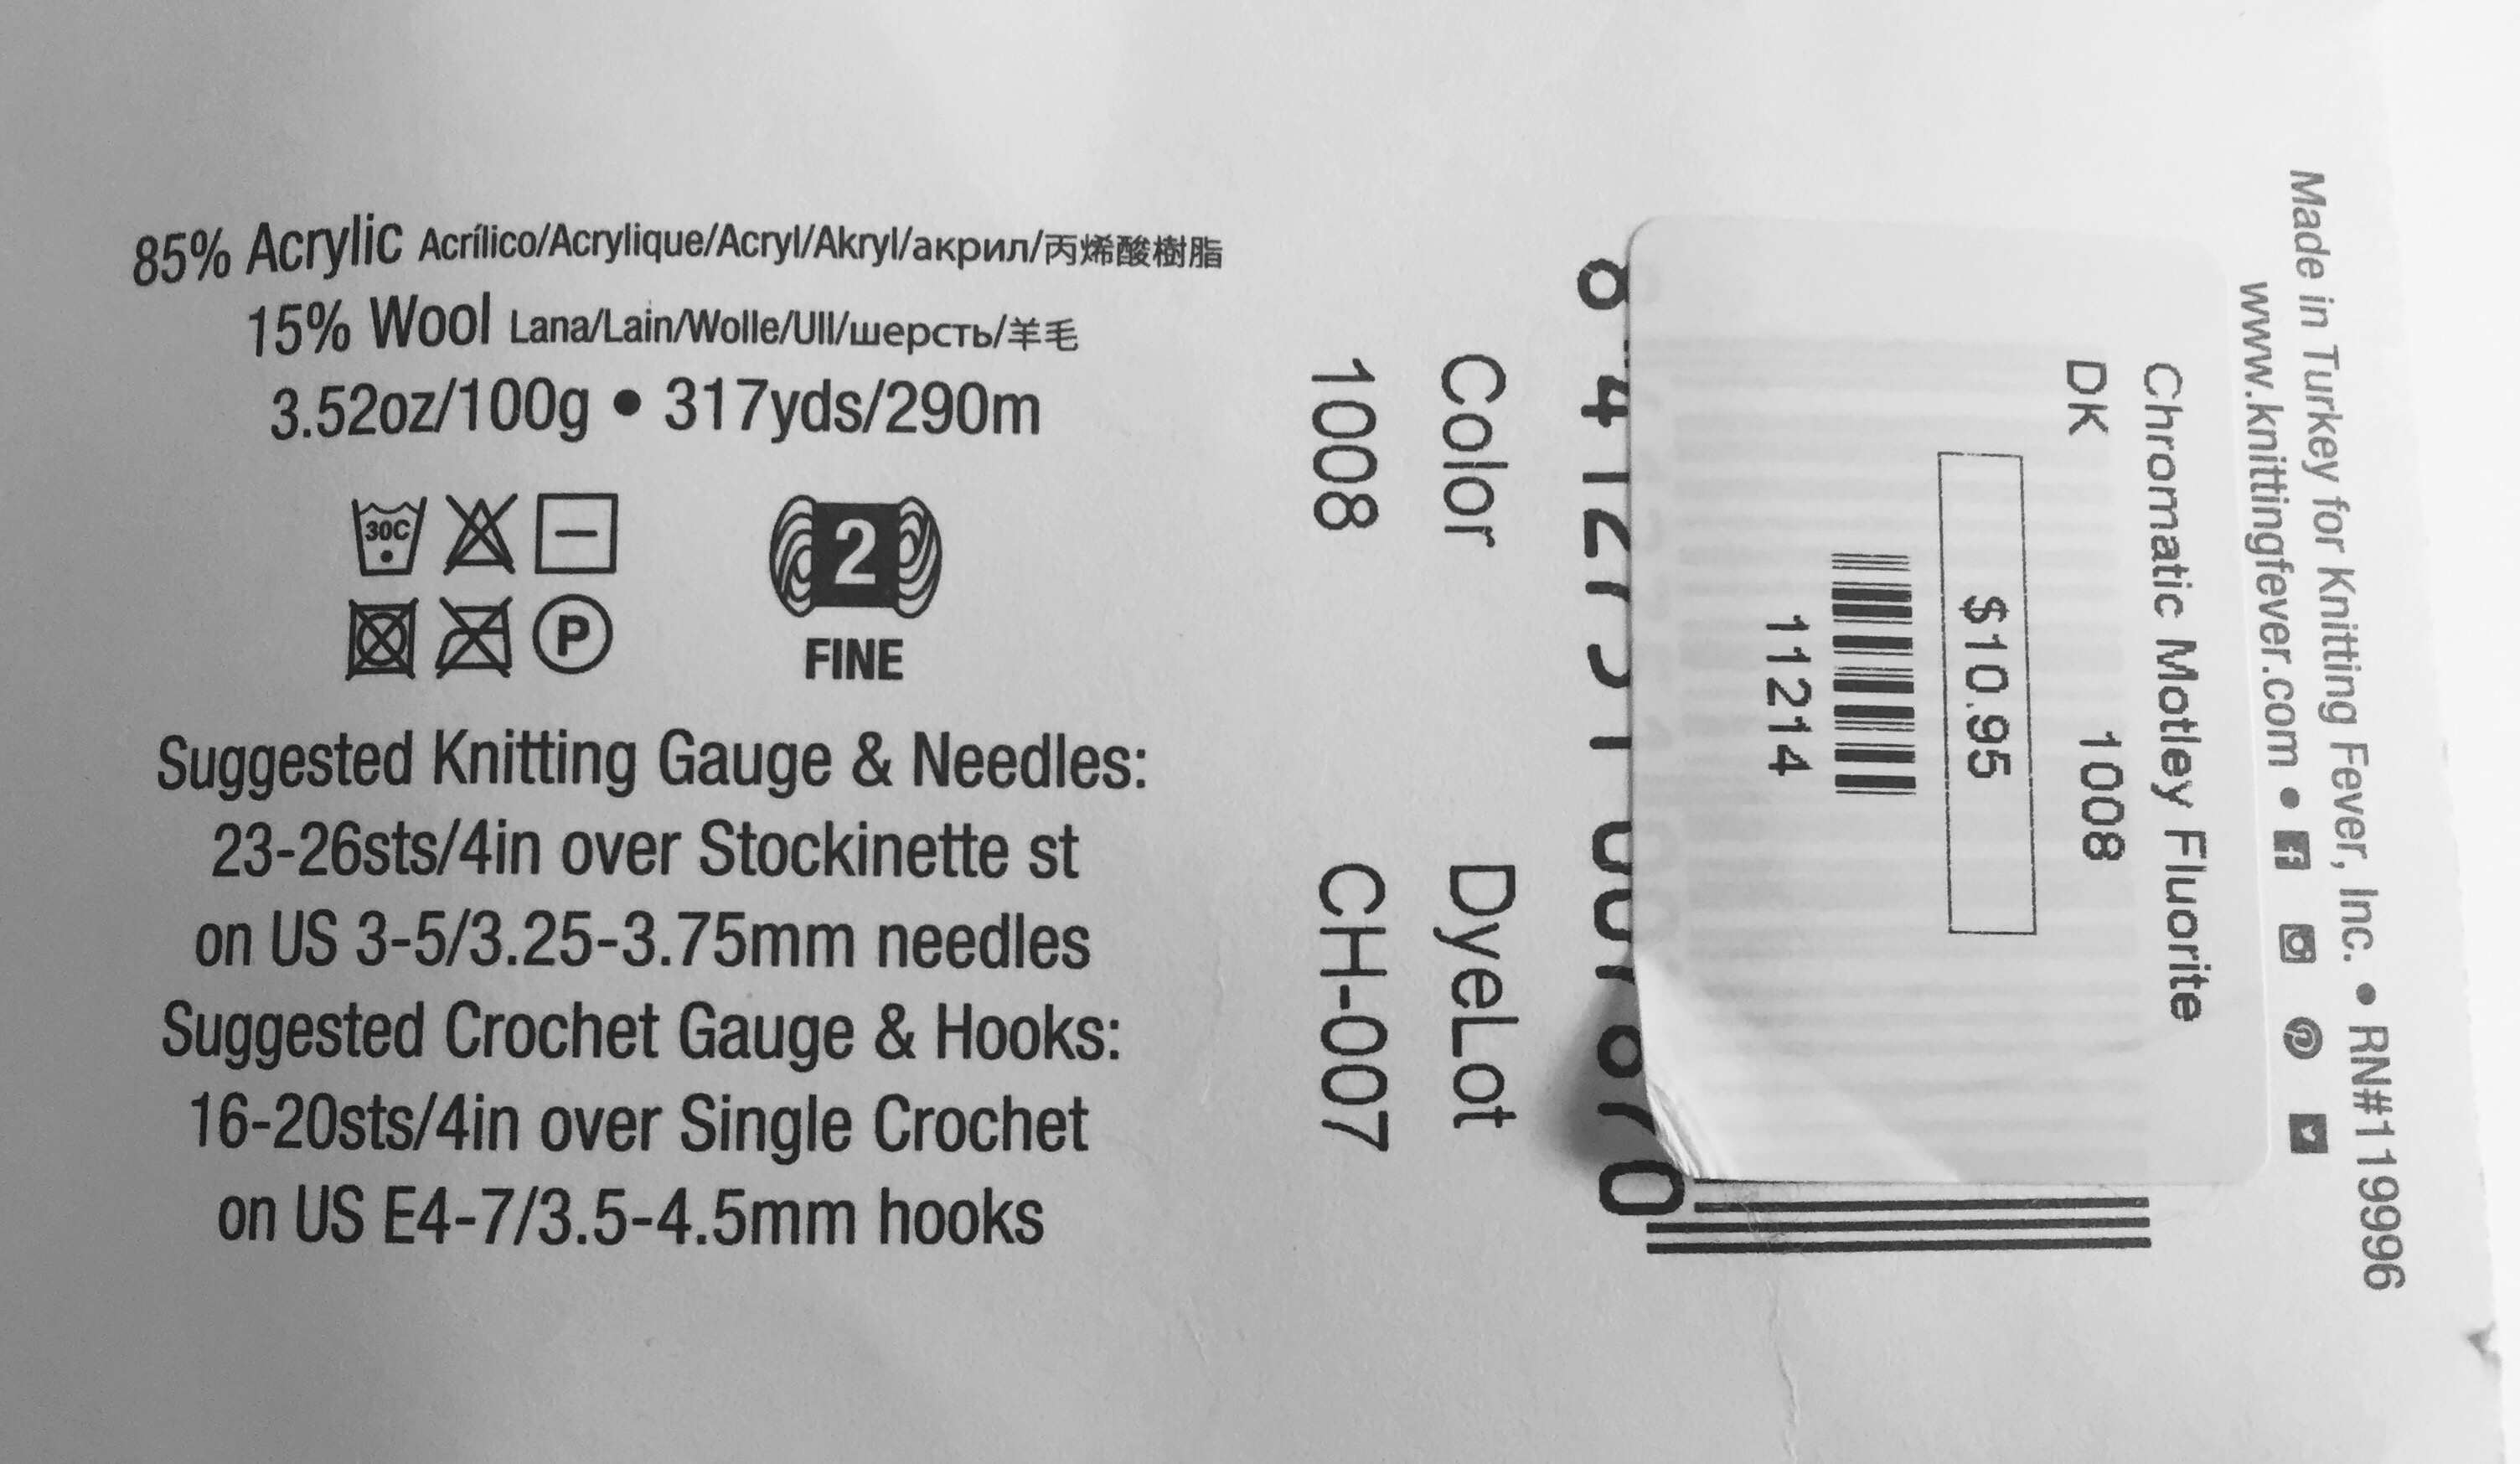 85% Acrylic Acrílico/Acrylique/Acryl/Akryl/акрил/丙烯酸樹脂
15% Wool Lana/Lain/Wolle/Ull/шерсть/羊毛
3.52oz/100g • 317yds/290m
30C
P
2
FINE
Suggested Knitting Gauge & Needles:
23-26sts/4in over Stockinette st
on US 3-5/3.25-3.75mm needles
Suggested Crochet Gauge & Hooks:
16-20sts/4in over Single Crochet
on US E4-7/3.5-4.5mm hooks
Made in Turkey for Knitting Fever, Inc. • RN#119996
www.knittingfever.com •
Chromatic Motley Fluorite
DK 1008
$10.95
11214
Color DyeLot
1008 CH-007